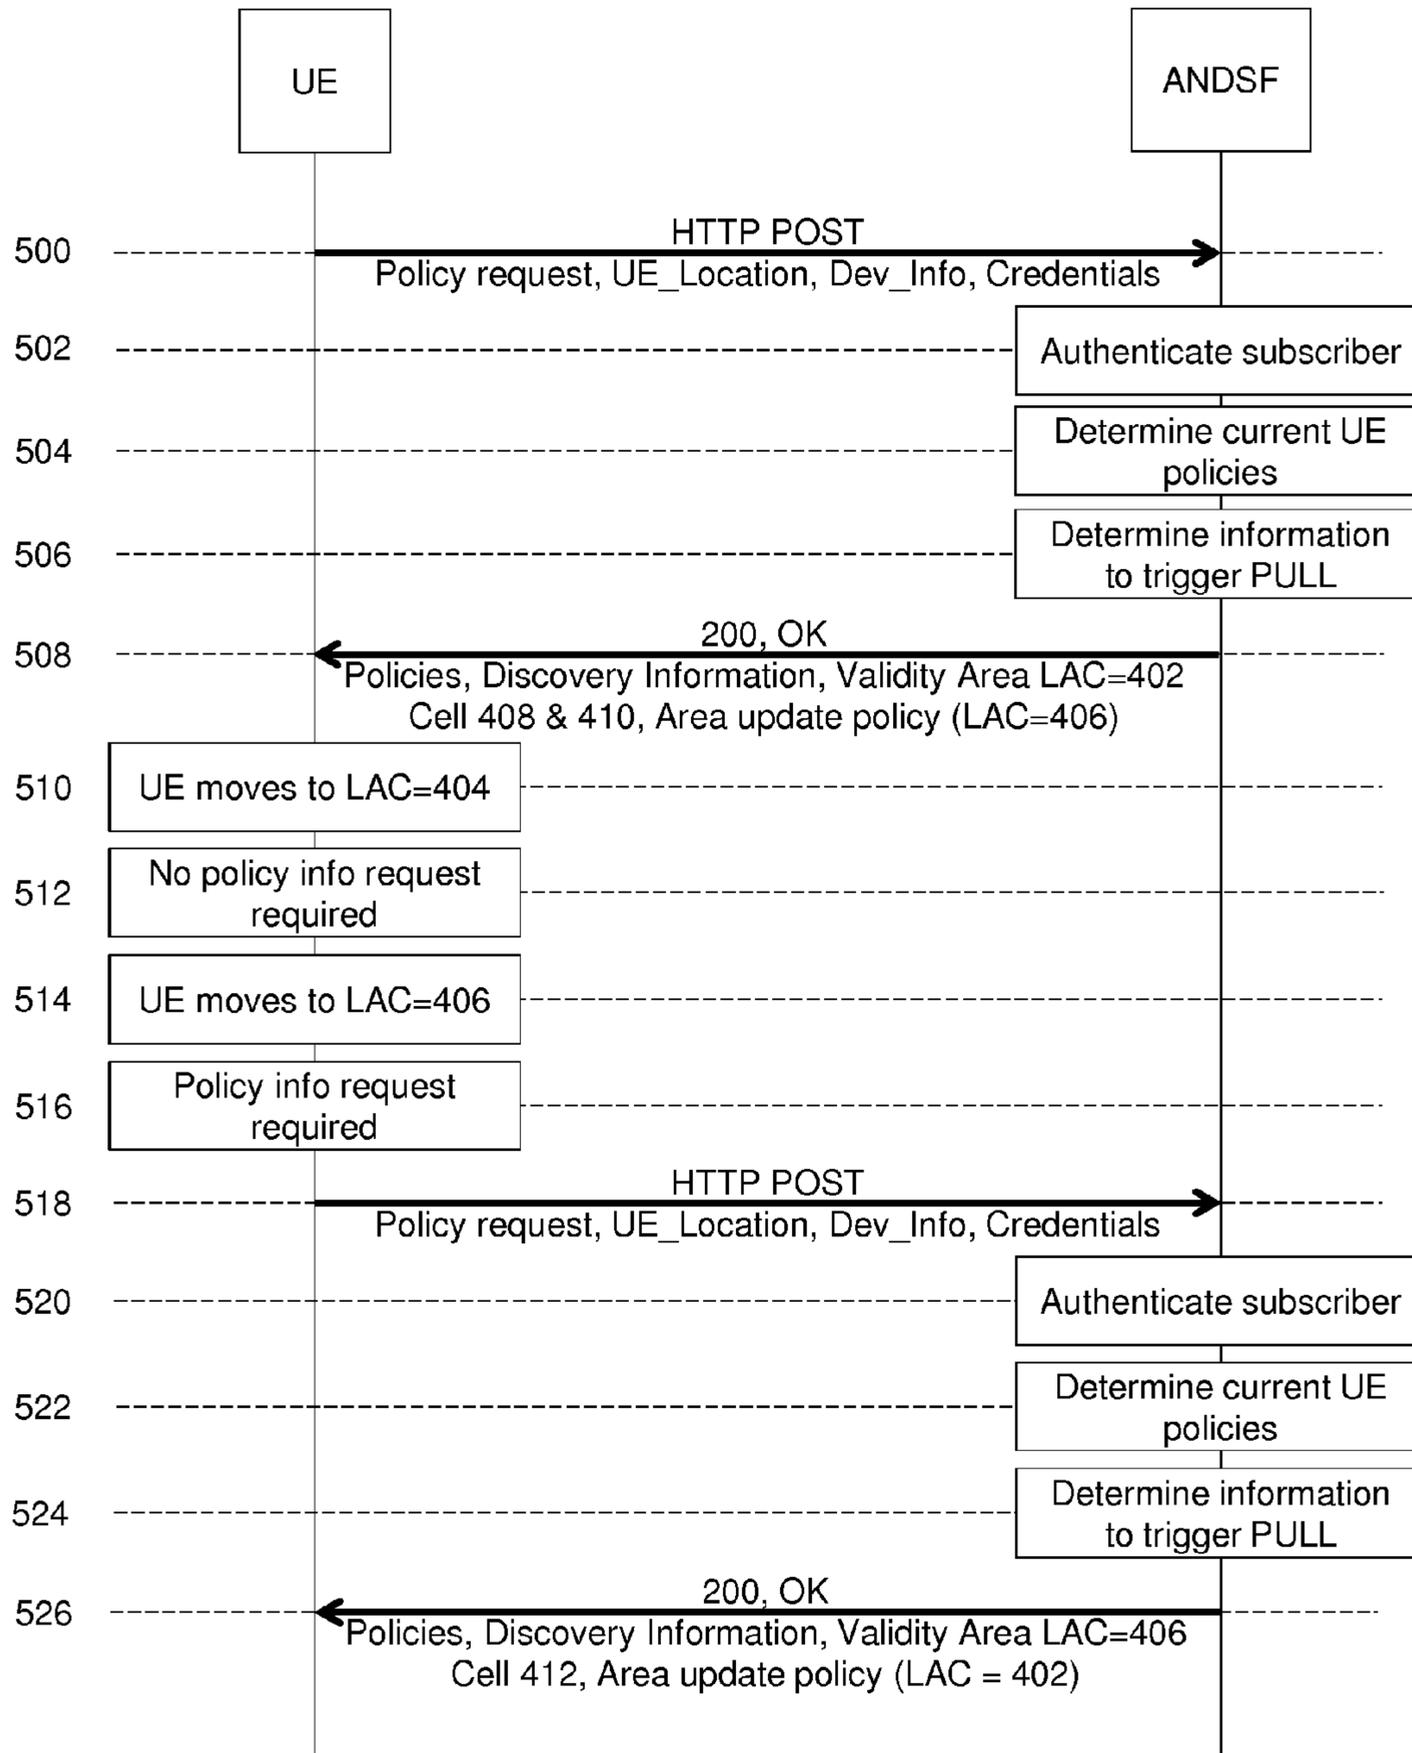 UE
ANDSF
500
HTTP POST
Policy request, UE_Location, Dev_Info, Credentials
502
Authenticate subscriber
504
Determine current UE
policies
506
Determine information
to trigger PULL
508
200, OK
Policies, Discovery Information, Validity Area LAC=402
Cell 408 & 410, Area update policy (LAC=406)
510
UE moves to LAC=404
512
No policy info request
required
514
UE moves to LAC=406
516
Policy info request
required
518
HTTP POST
Policy request, UE_Location, Dev_Info, Credentials
520
Authenticate subscriber
522
Determine current UE
policies
524
Determine information
to trigger PULL
526
200, OK
Policies, Discovery Information, Validity Area LAC=406
Cell 412, Area update policy (LAC = 402)